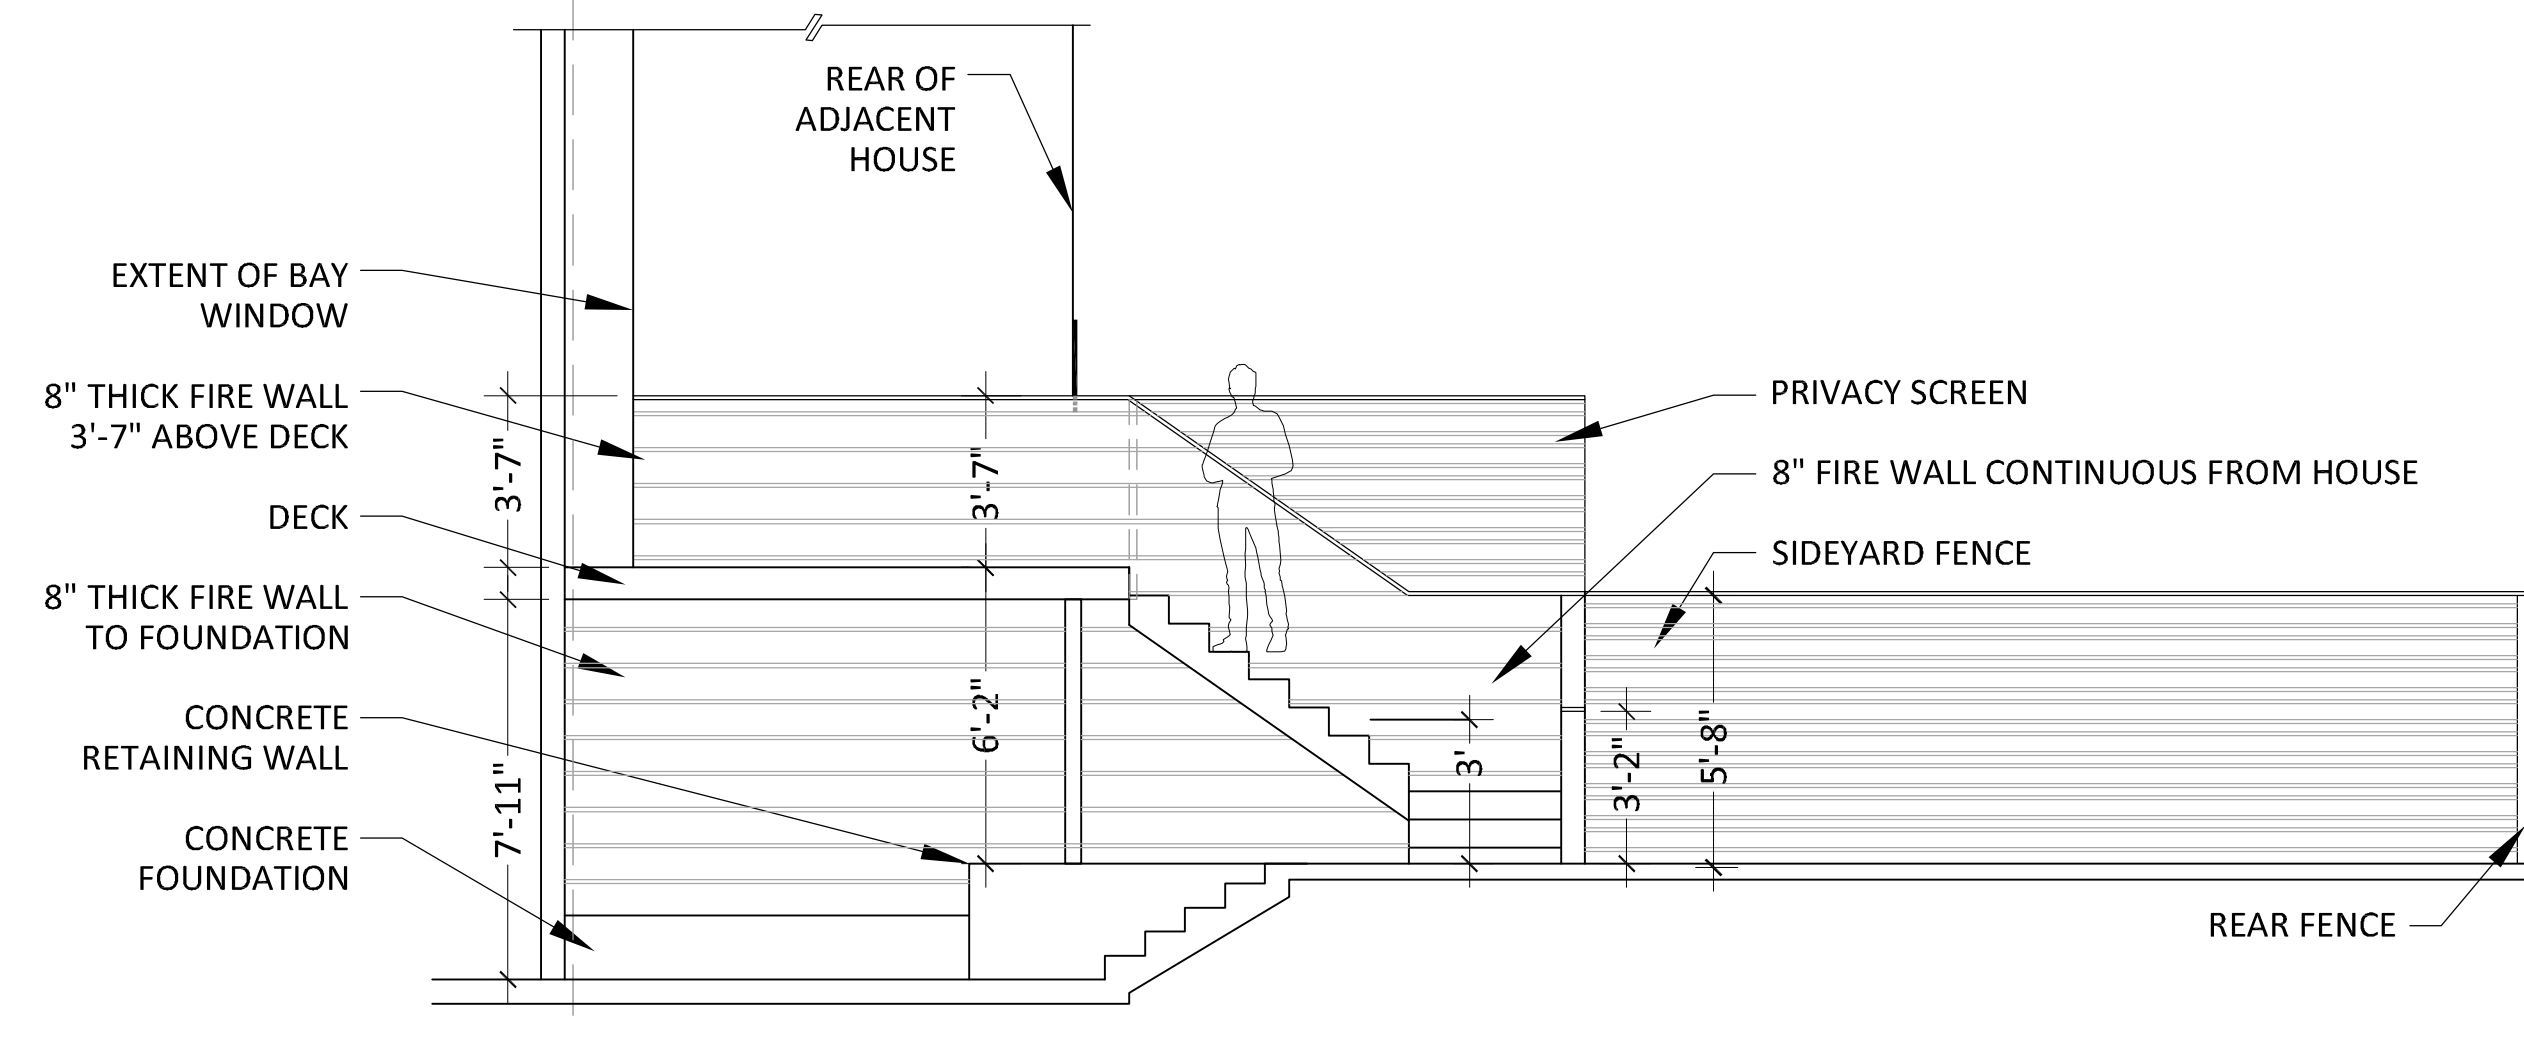 REAR OF
ADJACENT
HOUSE
EXTENT OF BAY
WINDOW
8" THICK FIRE WALL
3'-7" ABOVE DECK
DECK
8" THICK FIRE WALL
TO FOUNDATION
CONCRETE
RETAINING WALL
CONCRETE
FOUNDATION
3'-7"
7'-11"
3'-7"
6'-2"
3'
3'-2"
5'-8"
PRIVACY SCREEN
8" FIRE WALL CONTINUOUS FROM HOUSE
SIDEYARD FENCE
REAR FENCE